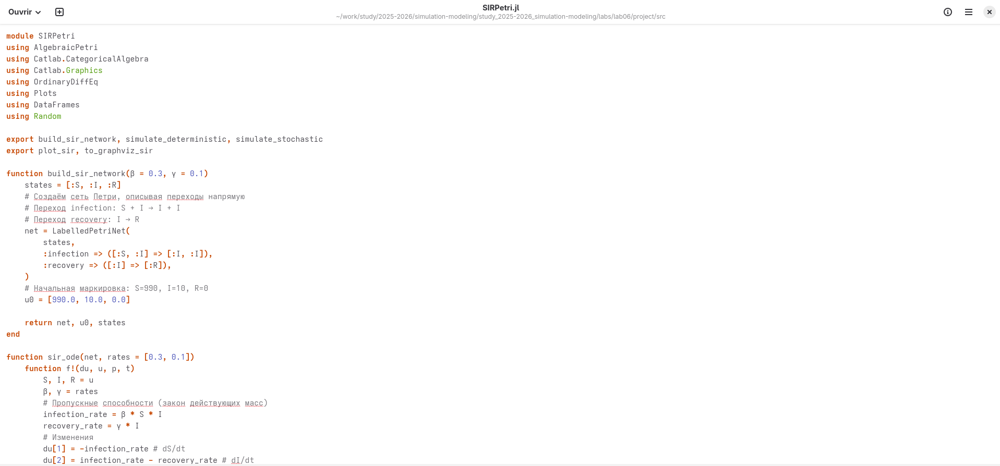 Ouvrir
SIRPetri.jl
~/work/study/2025-2026/simulation-modeling/study_2025-2026_simulation-modeling/labs/lab06/project/src
module SIRPetri
using AlgebraicPetri
using Catlab.CategoricalAlgebra
using Catlab.Graphics
using OrdinaryDiffEq
using Plots
using DataFrames
using Random

export build_sir_network, simulate_deterministic, simulate_stochastic
export plot_sir, to_graphviz_sir

function build_sir_network(β = 0.3, γ = 0.1)
    states = [:S, :I, :R]
    # Создаём сеть Петри, описывая переходы напрямую
    # Переход infection: S + I → I + I
    # Переход recovery: I → R
    net = LabelledPetriNet(
        states,
        :infection => ([:S, :I] => [:I, :I]),
        :recovery => ([:I] => [:R]),
    )
    # Начальная маркировка: S=990, I=10, R=0
    u0 = [990.0, 10.0, 0.0]

    return net, u0, states
end

function sir_ode(net, rates = [0.3, 0.1])
    function f!(du, u, p, t)
        S, I, R = u
        β, γ = rates
        # Пропускные способности (закон действующих масс)
        infection_rate = β * S * I
        recovery_rate = γ * I
        # Изменения
        du[1] = -infection_rate # dS/dt
        du[2] = infection_rate - recovery_rate # dI/dt